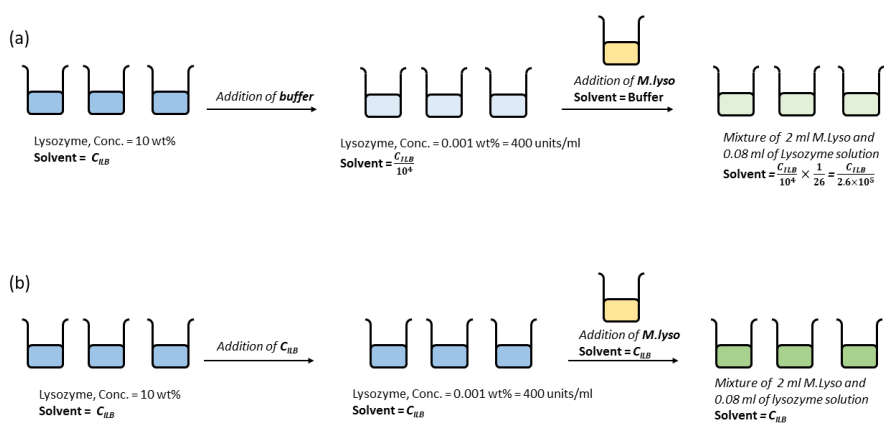 (a)
Addition of buffer
Addition of M.lyso
Solvent = Buffer
Lysozyme, Conc. = 10 wt%
Solvent = C_ILB
Lysozyme, Conc. = 0.001 wt% = 400 units/ml
Solvent = C_ILB/10^4
Mixture of 2 ml M.Lyso and
0.08 ml of Lysozyme solution
Solvent = C_ILB/10^4 × 1/26 = C_ILB/2.6×10^5
(b)
Addition of C_ILB
Addition of M.lyso
Solvent = C_ILB
Lysozyme, Conc. = 10 wt%
Solvent = C_ILB
Lysozyme, Conc. = 0.001 wt% = 400 units/ml
Solvent = C_ILB
Mixture of 2 ml M.Lyso and
0.08 ml of lysozyme solution
Solvent = C_ILB